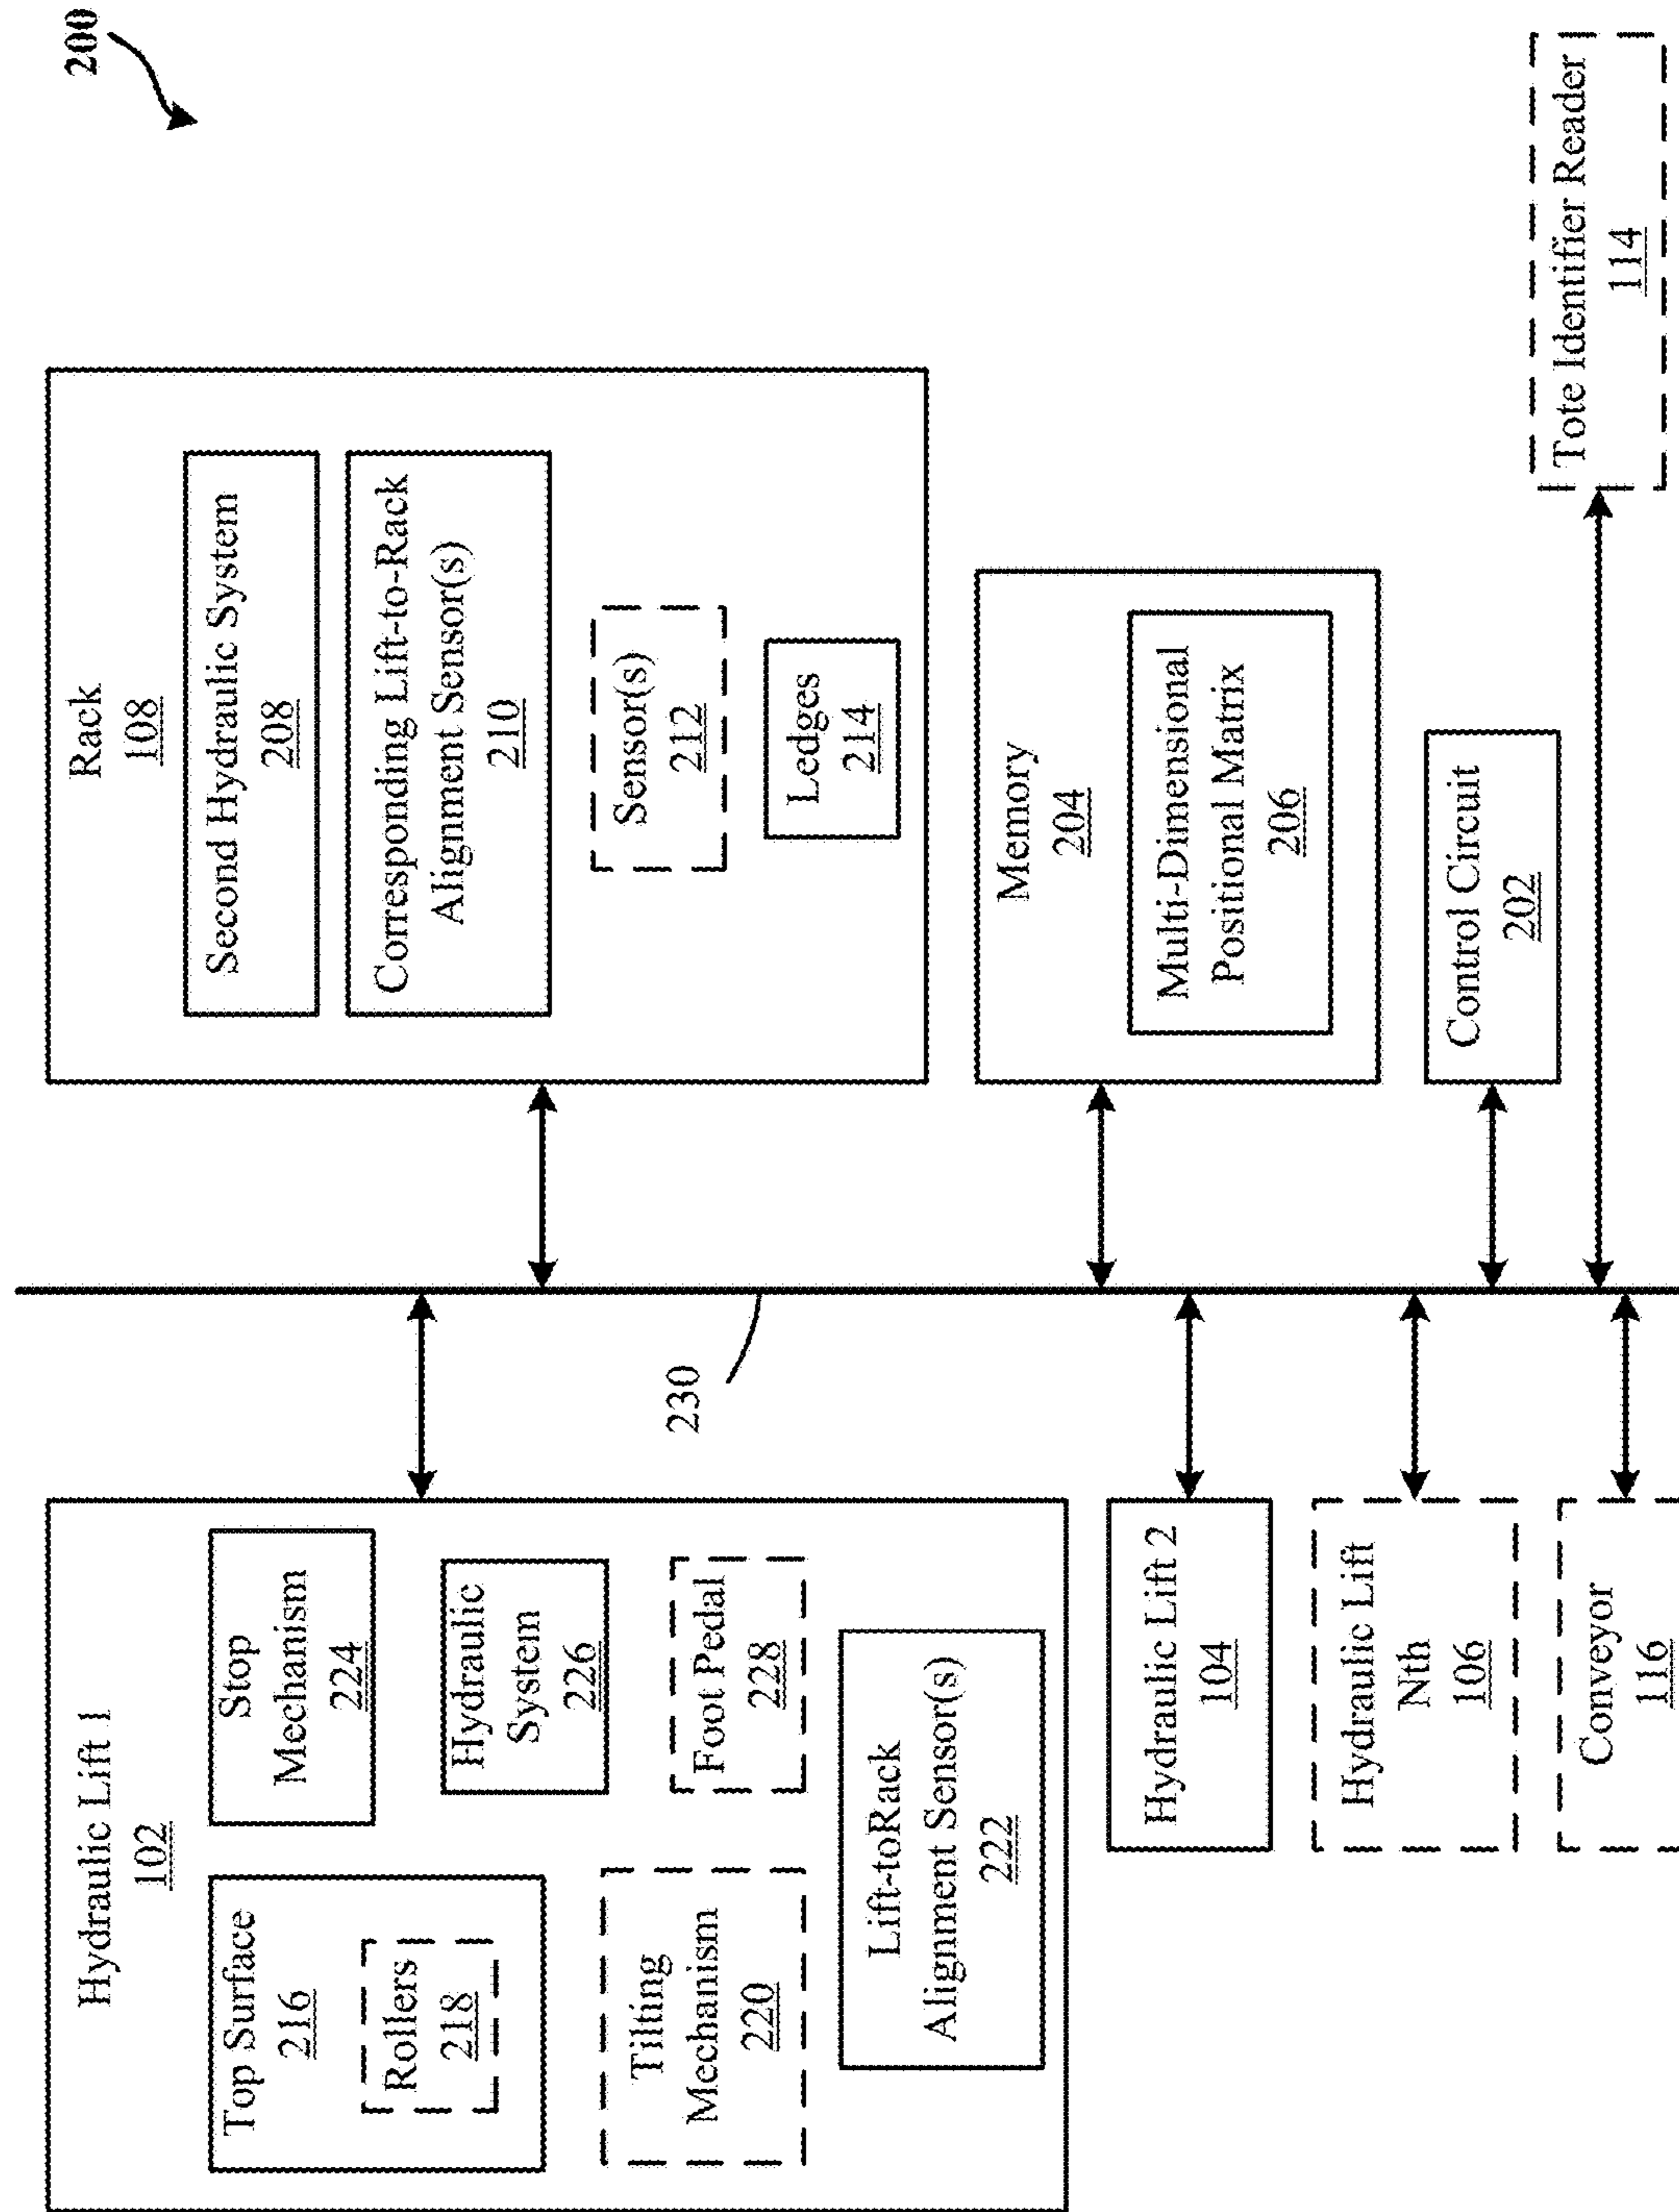 200
Hydraulic Lift 1
102
Top Surface
216
Rollers
218
Stop
Mechanism
224
Tilting
Mechanism
220
Hydraulic
System
226
Foot Pedal
228
Lift-toRack
Alignment Sensor(s)
222
Hydraulic Lift 2
104
Hydraulic Lift
Nth
106
Conveyor
116
230
Rack
108
Second Hydraulic System
208
Corresponding Lift-to-Rack
Alignment Sensor(s)
210
Sensor(s)
212
Ledges
214
Memory
204
Multi-Dimensional
Positional Matrix
206
Control Circuit
202
Tote Identifier Reader
114